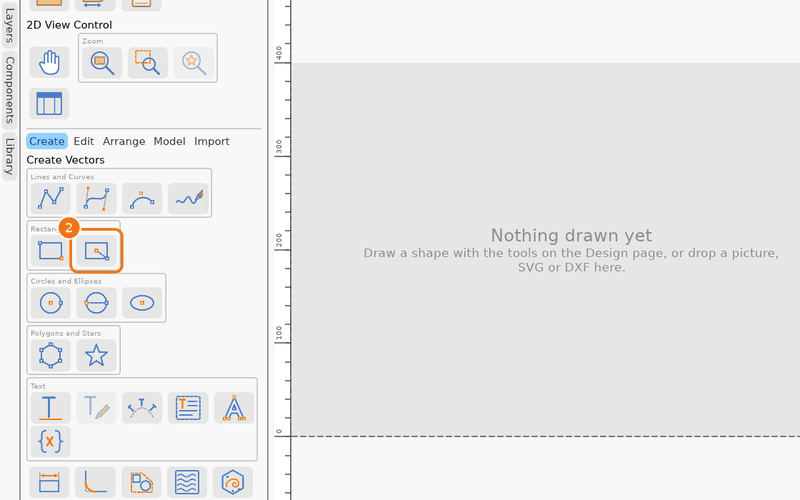 Layers
Components
Library
2D View Control
Zoom
Create Edit Arrange Model Import
Create Vectors
Lines and Curves
2
Circles and Ellipses
Polygons and Stars
Text
T
{x}
400
300
200
100
0
Nothing drawn yet
Draw a shape with the tools on the Design page, or drop a picture,
SVG or DXF here.